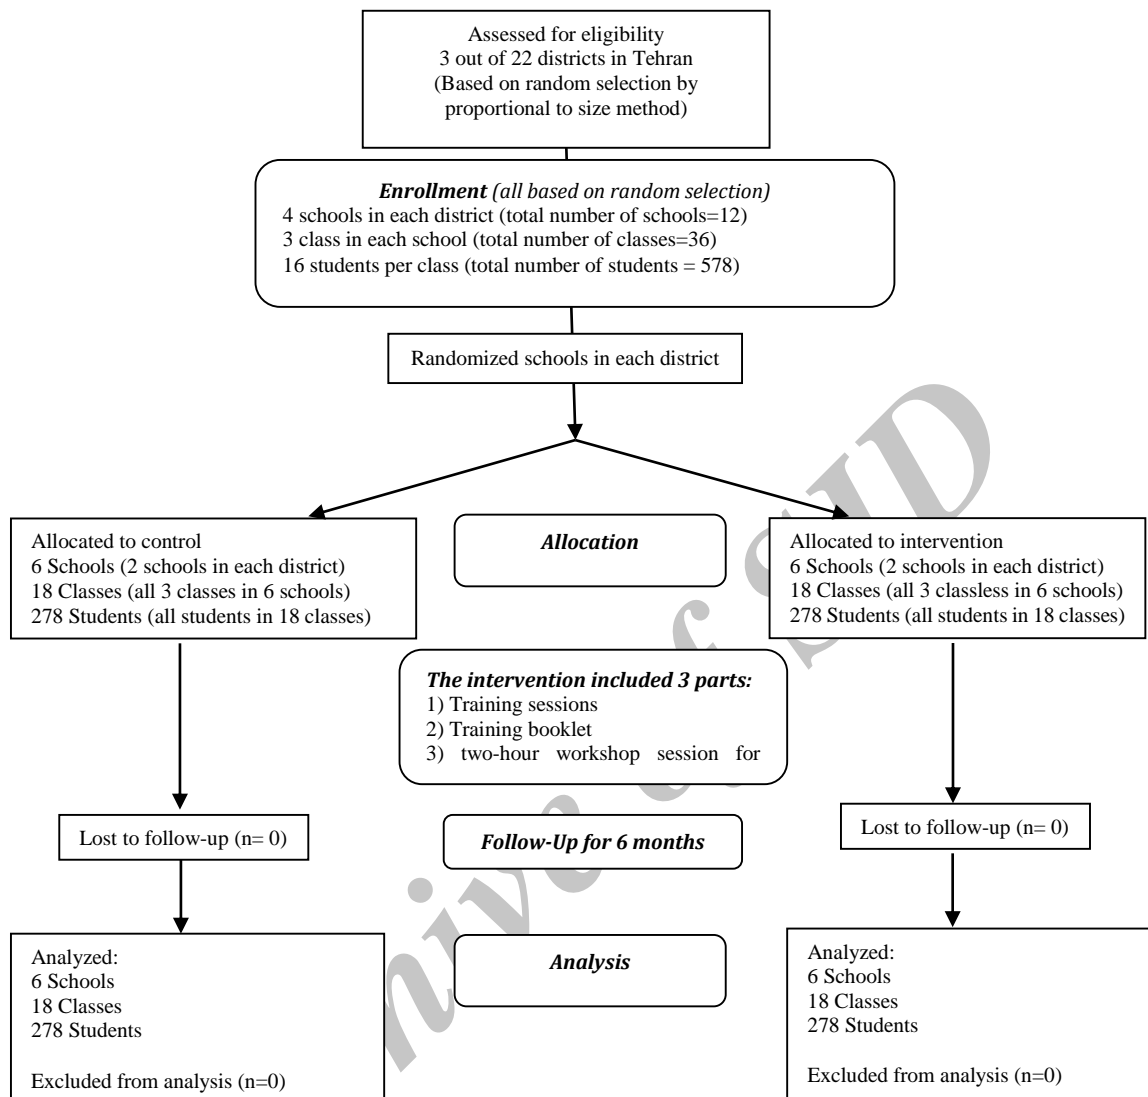 Assessed for eligibility
3 out of 22 districts in Tehran
(Based on random selection by
proportional to size method)
Enrollment (all based on random selection)
4 schools in each district (total number of schools=12)
3 class in each school (total number of classes=36)
16 students per class (total number of students = 578)
Randomized schools in each district
Allocated to control
6 Schools (2 schools in each district)
18 Classes (all 3 classes in 6 schools)
278 Students (all students in 18 classes)
Allocation
Allocated to intervention
6 Schools (2 schools in each district)
18 Classes (all 3 classless in 6 schools)
278 Students (all students in 18 classes)
The intervention included 3 parts:
1) Training sessions
2) Training booklet
3) two-hour workshop session for
Lost to follow-up (n= 0)
Follow-Up for 6 months
Lost to follow-up (n= 0)
Analyzed:
6 Schools
18 Classes
278 Students
Excluded from analysis (n=0)
Analysis
Analyzed:
6 Schools
18 Classes
278 Students
Excluded from analysis (n=0)
SID